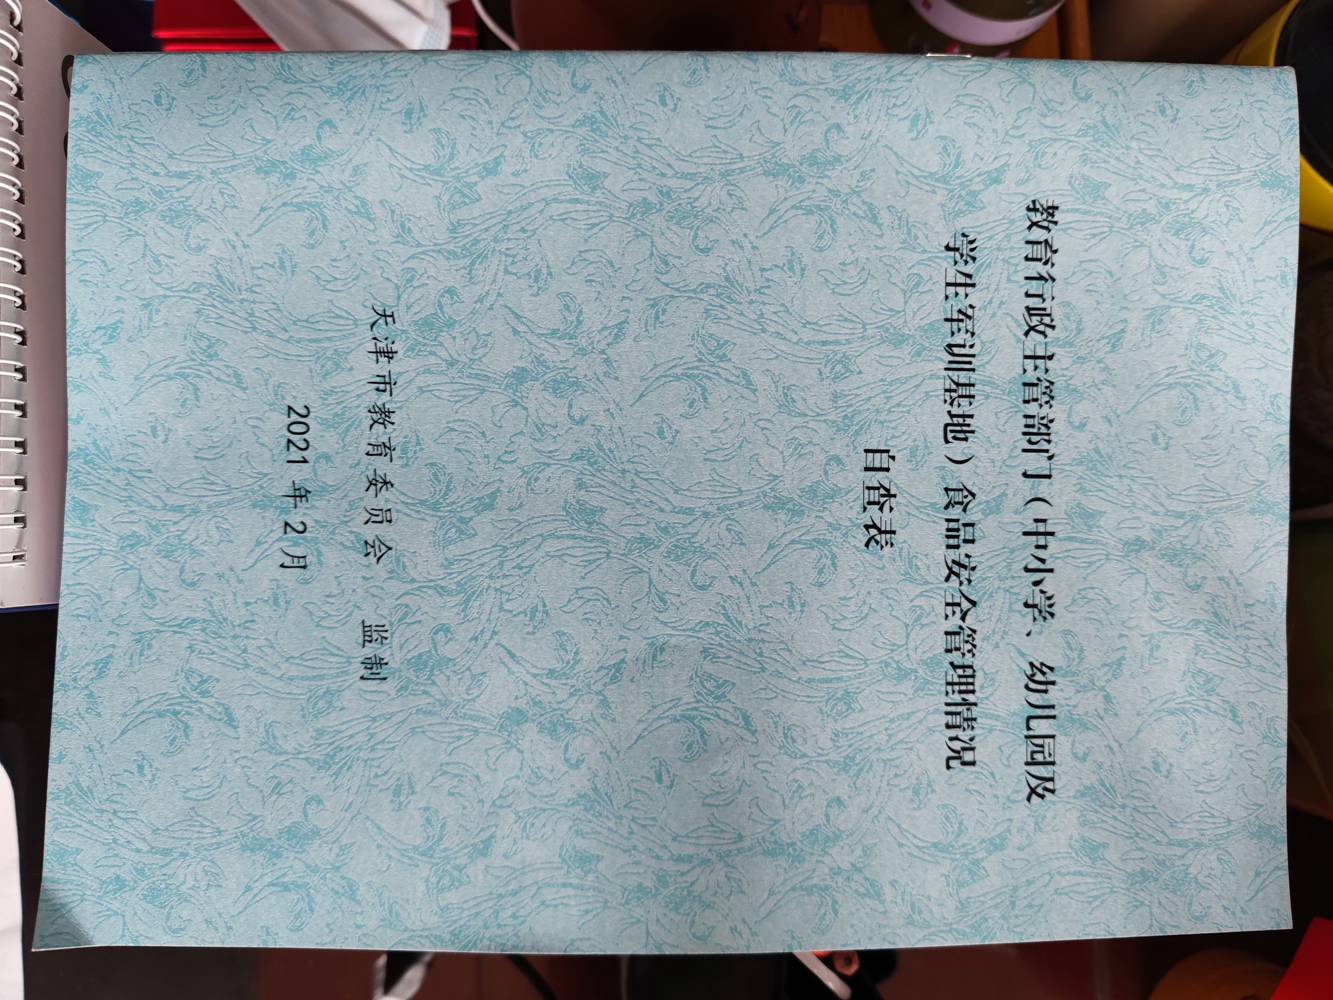 教育行政主管部门（中小学、幼儿园及
学生军训基地）食品安全管理情况
自查表
天津市教育委员会 监制
2021年2月